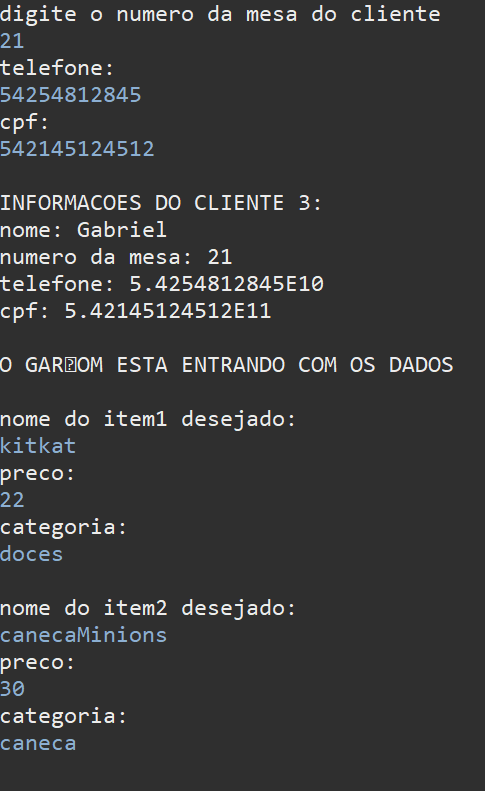 digite o numero da mesa do cliente
21
telefone:
54254812845
cpf:
542145124512
INFORMACOES DO CLIENTE 3:
nome: Gabriel
numero da mesa: 21
telefone: 5.4254812845E10
cpf: 5.42145124512E11
O GAR�OM ESTA ENTRANDO COM OS DADOS
nome do item1 desejado:
kitkat
preco:
22
categoria:
doces
nome do item2 desejado:
canecaMinions
preco:
30
categoria:
caneca